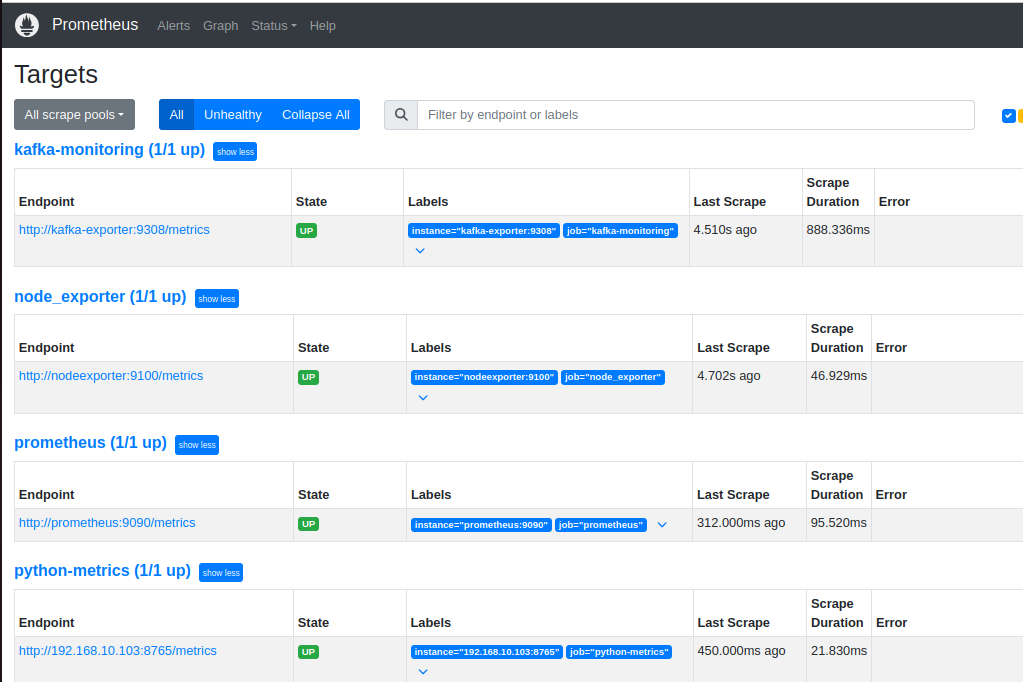 Prometheus Alerts Graph Status Help
Targets
All scrape pools All Unhealthy Collapse All Filter by endpoint or labels
kafka-monitoring (1/1 up) show less
Endpoint State Labels Last Scrape Scrape Duration Error
http://kafka-exporter:9308/metrics UP instance="kafka-exporter:9308" job="kafka-monitoring" 4.510s ago 888.336ms
node_exporter (1/1 up) show less
Endpoint State Labels Last Scrape Scrape Duration Error
http://nodeexporter:9100/metrics UP instance="nodeexporter:9100" job="node_exporter" 4.702s ago 46.929ms
prometheus (1/1 up) show less
Endpoint State Labels Last Scrape Scrape Duration Error
http://prometheus:9090/metrics UP instance="prometheus:9090" job="prometheus" 312.000ms ago 95.520ms
python-metrics (1/1 up) show less
Endpoint State Labels Last Scrape Scrape Duration Error
http://192.168.10.103:8765/metrics UP instance="192.168.10.103:8765" job="python-metrics" 450.000ms ago 21.830ms